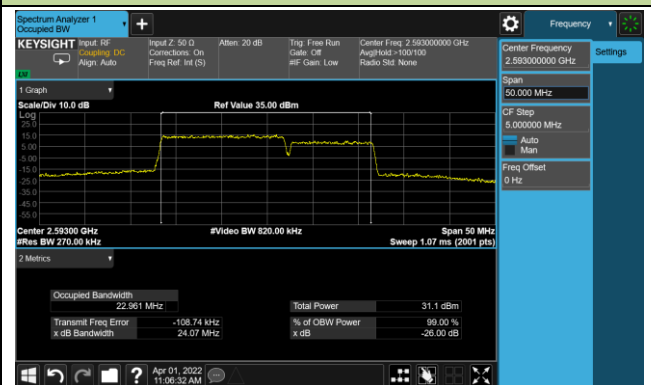 Spectrum Analyzer 1
Occupied BW
Frequency
KEYSIGHT
Input: RF
Coupling: DC
Align: Auto
Input Z: 50 Ω
Corrections: On
Freq Ref: Int (S)
Atten: 20 dB
Trig: Free Run
Gate: Off
#IF Gain: Low
Center Freq: 2.593000000 GHz
Avg|Hold:>100/100
Radio Std: None
Center Frequency
2.593000000 GHz
Settings
Span
50.000 MHz
CF Step
5.000000 MHz
Auto
Man
Freq Offset
0 Hz
1 Graph
Scale/Div 10.0 dB
Ref Value 35.00 dBm
Log
25.0
15.0
5.00
-5.00
-15.0
-25.0
-35.0
-45.0
-55.0
Center 2.59300 GHz
#Video BW 820.00 kHz
Span 50 MHz
#Res BW 270.00 kHz
Sweep 1.07 ms (2001 pts)
2 Metrics
Occupied Bandwidth
22.961 MHz
Total Power
31.1 dBm
Transmit Freq Error
-108.74 kHz
% of OBW Power
99.00 %
x dB Bandwidth
24.07 MHz
x dB
-26.00 dB
Apr 01, 2022
11:06:32 AM